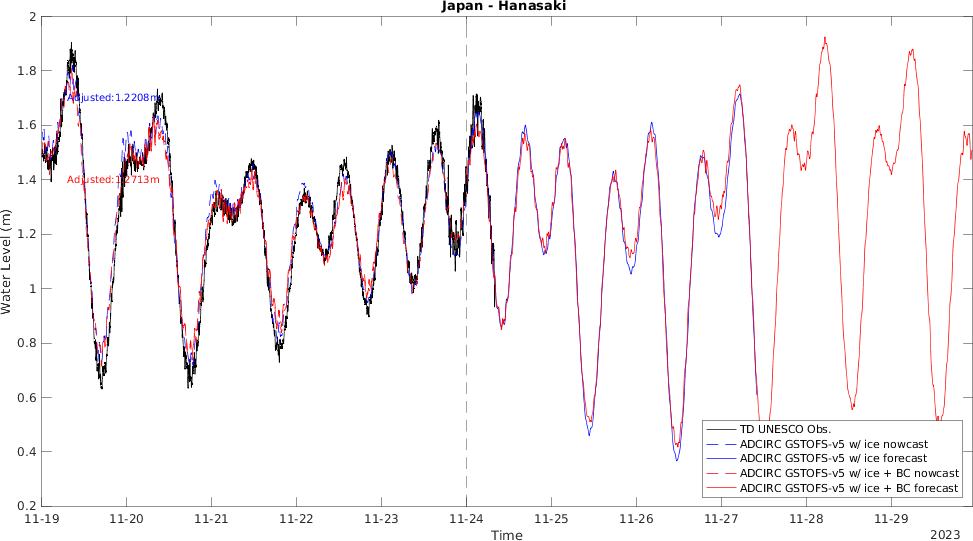 Japan - Hanasaki
2
1.8
1.6
1.4
1.2
1
0.8
0.6
0.4
0.2
Water Level (m)
Adjusted:1.2208m
Adjusted:1.2713m
TD UNESCO Obs.
ADCIRC GSTOFS-v5 w/ ice nowcast
ADCIRC GSTOFS-v5 w/ ice forecast
ADCIRC GSTOFS-v5 w/ ice + BC nowcast
ADCIRC GSTOFS-v5 w/ ice + BC forecast
11-19 11-20 11-21 11-22 11-23 11-24 11-25 11-26 11-27 11-28 11-29
Time
2023